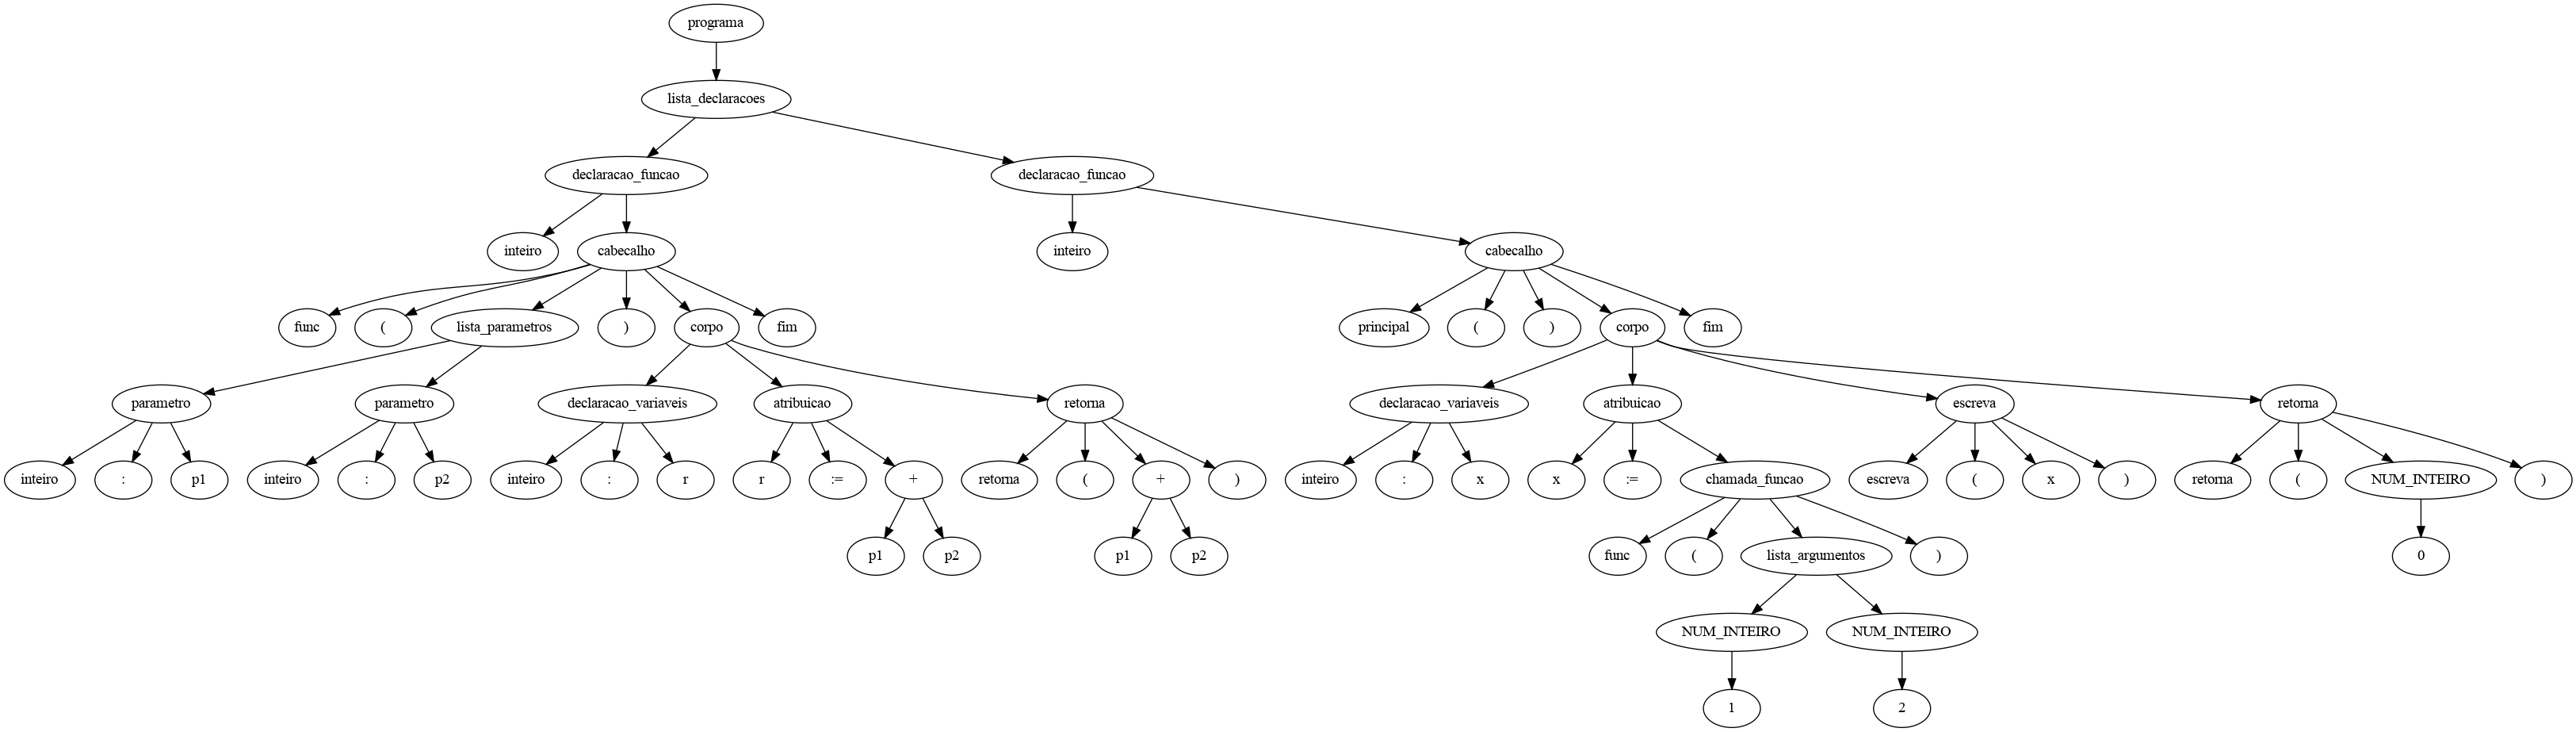 programa
lista_declaracoes
declaracao_funcao declaracao_funcao
inteiro cabecalho inteiro cabecalho
func ( lista_parametros ) corpo fim principal ( ) corpo fim
parametro parametro declaracao_variaveis atribuicao retorna declaracao_variaveis atribuicao escreva retorna
inteiro : p1 inteiro : p2 inteiro : r r := + retorna ( + ) inteiro : x x := chamada_funcao escreva ( x ) retorna ( NUM_INTEIRO )
p1 p2 p1 p2 func ( lista_argumentos ) 0
NUM_INTEIRO NUM_INTEIRO
1 2